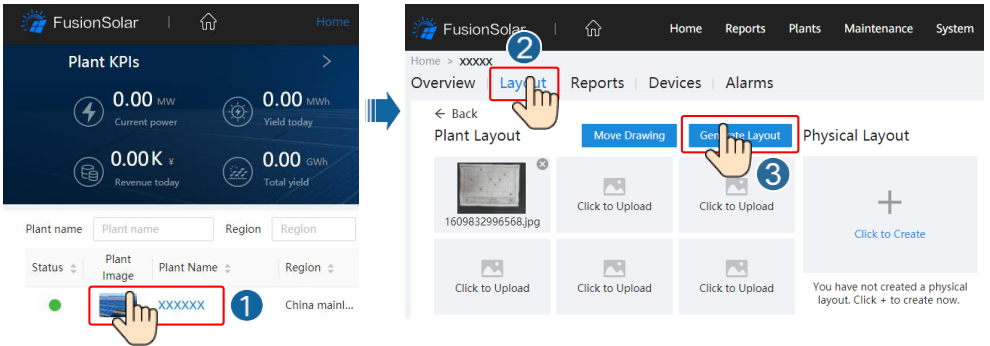 FusionSolar
Home
Plant KPIs >
0.00 MW
Current power
0.00 MWh
Yield today
0.00K ¥
Revenue today
0.00 GWh
Total yield
Plant name
Plant name
Region
Region
Status
Plant
Image
Plant Name
Region
XXXXXX
1
China mainl...
FusionSolar
Home
Reports
Plants
Maintenance
System
Home > xxxxx
2
Overview
Layout
Reports
Devices
Alarms
← Back
Plant Layout
Move Drawing
Generate Layout
Physical Layout
3
1609832996568.jpg
Click to Upload
Click to Upload
Click to Create
Click to Upload
Click to Upload
Click to Upload
You have not created a physical
layout. Click + to create now.